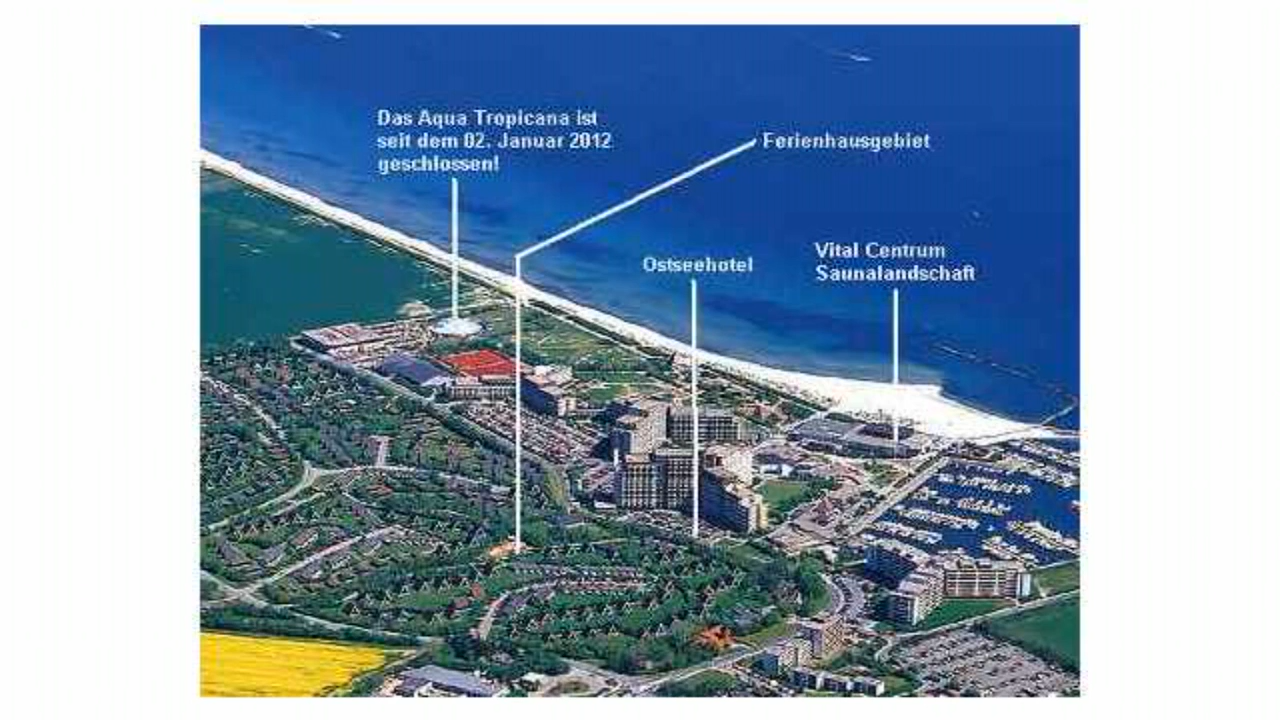 Das Aqua Tropicana ist
seit dem 02. Januar 2012
geschlossen!
Ferienhausgebiet
Ostseehotel
Vital Centrum
Saunalandschaft